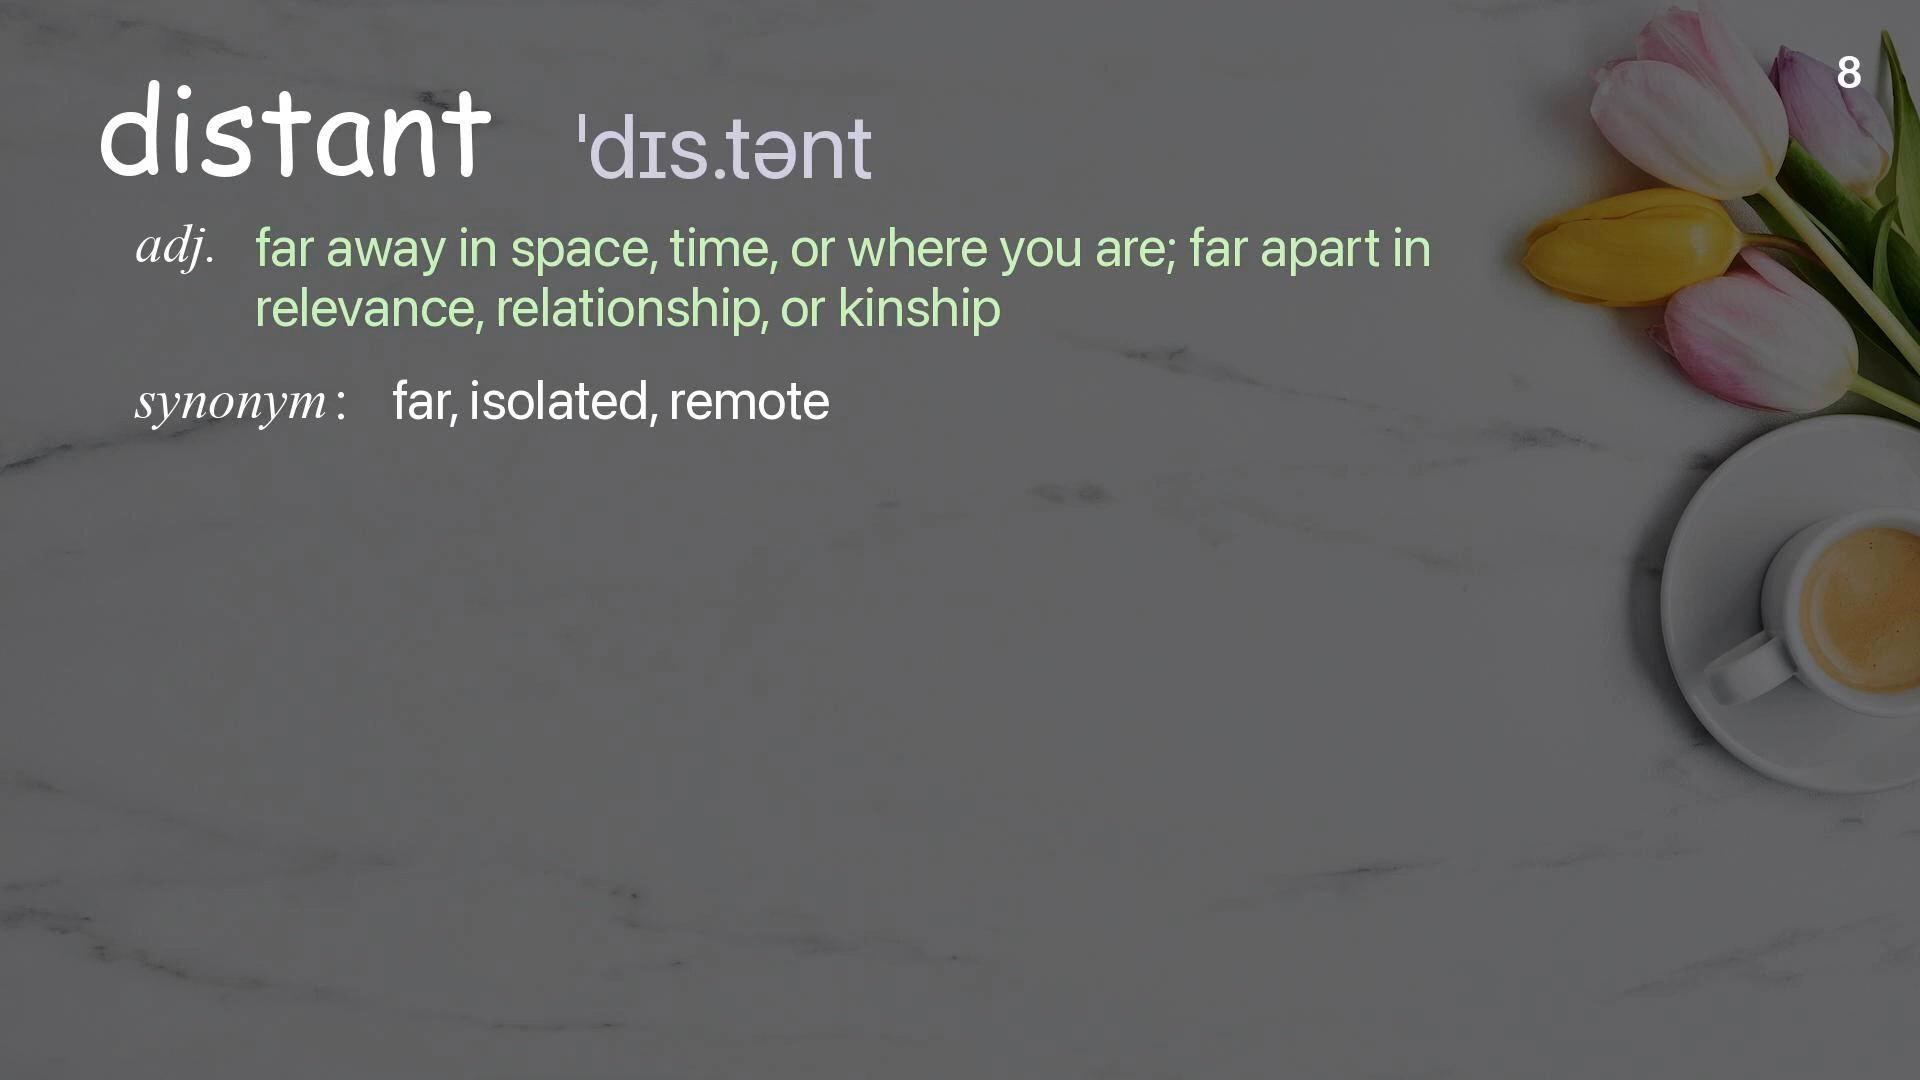 8
distant ˈdɪs.tənt
adj. far away in space, time, or where you are; far apart in
relevance, relationship, or kinship
synonym : far, isolated, remote